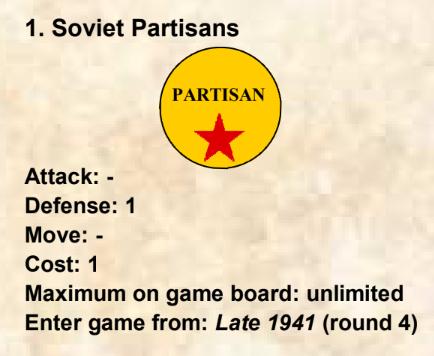 1. Soviet Partisans
PARTISAN
Attack: -
Defense: 1
Move: -
Cost: 1
Maximum on game board: unlimited
Enter game from: Late 1941 (round 4)